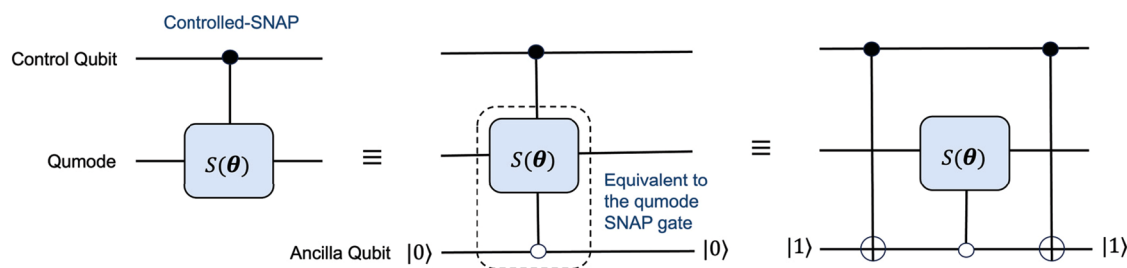 Controlled-SNAP
Control Qubit
Qumode
S(θ)
≡
S(θ)
Equivalent to
the qumode
SNAP gate
Ancilla Qubit
|0⟩
|0⟩
≡
S(θ)
|1⟩
|1⟩